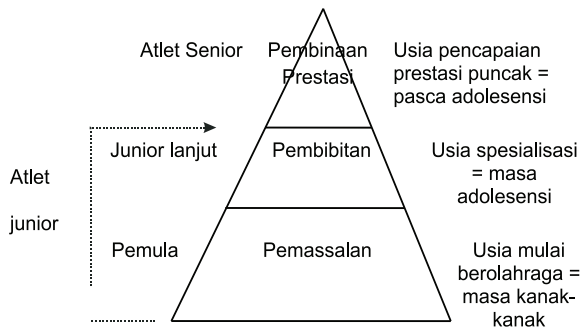 Atlet Senior
Pembinaan
Prestasi
Usia pencapaian
prestasi puncak =
pasca adolesensi
Atlet
junior
Junior lanjut
Pembibitan
Usia spesialisasi
= masa
adolesensi
Pemula
Pemassalan
Usia mulai
berolahraga =
masa kanak-
kanak